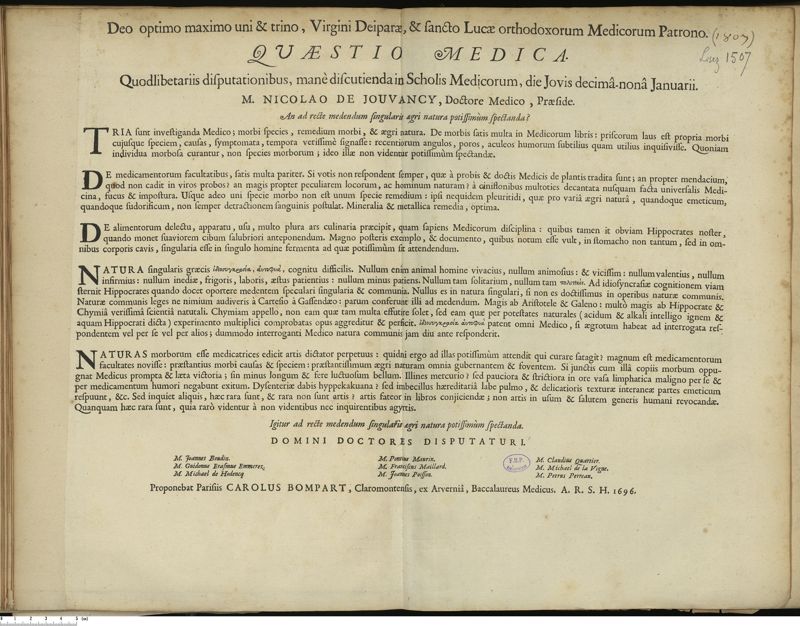 Deo optimo maximo uni & trino, Virgini Deiparæ, & sancto Lucæ orthodoxorum Medicorum Patrono. (1807)
QUÆSTIO MEDICA.
Lisez 1507
Quodlibetariis disputationibus, manè discutienda in Scholis Medicorum, die Jovis decimâ-nonâ Januarii.
M. NICOLAO DE JOUVANCY, Doctore Medico, Præside.
An ad recte medendum singularis ægri natura potissimùm spectanda?
TRIA sunt investiganda Medico; morbi species, remedium morbi, & ægri natura. De morbis satis multa in Medicorum libris: priscorum laus est propria morbi
cujusque speciem, causas, symptomata, tempora verissimè signasse: recentiorum angulos, poros, aculeos humorum subtilius quam utilius inquisivisse. Quoniam
individua morbosa curantur, non species morborum; ideo illæ non videntur potissimùm spectandæ.
DE medicamentorum facultatibus, satis multa pariter. Si votis non respondent semper, quæ à probis & doctis Medicis de plantis tradita sunt; an propter mendacium,
quod non cadit in viros probos? an magis propter peculiarem locorum, ac hominum naturam? à ciniflonibus multoties decantata nusquam facta universalis Medi-
cina, fucus & impostura. Usque adeo uni speciei morbo non est unum specie remedium: ipsi nequidem pleuritidi, quæ pro variâ ægri naturâ, quandoque emeticum,
quandoque sudorificum, non semper detractionem sanguinis postulat. Mineralia & metallica remedia, optima.
DE alimentorum delectu, apparatu, usu, multo plura ars culinaria præcipit, quam sapiens Medicorum disciplina: quibus tamen it obviam Hippocrates noster,
quando monet suaviorem cibum salubriori anteponendum. Magno posteris exemplo, & documento, quibus notum esse vult, in stomacho non tantum, sed in om-
nibus corporis cavis, singularia esse in singulo homine fermenta ad quæ potissimùm sit attendendum.
NATURA singularis græcis ἰδιοσυγκρασία, cognitu difficilis. Nullum enim animal homine vivacius, nullum animosius: & vicissim: nullum valentius, nullum
infirmius: nullum inediæ, frigoris, laboris, æstus patientius: nullum minus patiens. Nullum tam solitarium, nullum tam Ad idiosyncrasiæ cognitionem viam
sternit Hippocrates quando docet oportere medentem speculari singularia & communia. Nullus es in natura singulari, si non es doctissimus in operibus naturæ communis.
Naturæ communis leges ne nimium audiveris à Cartesio à Gassendæo: parum conferunt illi ad medendum. Magis ab Aristotele & Galeno: multò magis ab Hippocrate &
Chymiâ verissimâ scientiâ naturali. Chymiam appello, non eam quæ tam multa effutire solet, sed eam quæ per potestates naturales (acidum & alkali intelligo ignem &
aquam Hippocrati dicta) experimento multiplici comprobatas opus aggreditur & perficit. patent omni Medico, si ægrotum habeat ad interrogata res-
pondentem vel per se vel per alios; dummodo interroganti Medico natura communis jam diu ante responderit.
NATURAS morborum esse medicatrices edicit artis dictator perpetuus: quidni ergo ad illas potissimùm attendit qui curare satagit? magnum est medicamentorum
facultates novisse: præstantius morbi causas & speciem: præstantissimum ægri naturam omnia gubernantem & foventem. Si junctis cum illâ copiis morbum oppu-
gnat Medicus prompta & læta victoria; sin minus longum & fere luctuosum bellum. Illines mercurio? sed pauciora & strictiora in ore vasa limphatica maligno per se &
per medicamentum humori negabunt exitum. Dysenteriæ dabis hyppekakuana? sed imbecillus hæreditariâ labe pulmo, & delicatioris texturæ interaneæ partes emeticum
respuunt, &c. Sed inquiet aliquis, hæc rara sunt, & rara non sunt artis? artis fateor in libros conjiciendæ; non artis in usum & salutem generis humani revocandæ.
Quanquam hæc rara sunt, quia rarò videntur à non videntibus nec inquirentibus agyrtis.
Igitur ad recte medendum singularis ægri natura potissimùm spectanda.
DOMINI DOCTORES DISPUTATURI.
M. Joannes Boudin. M. Pontius Maurin. M. Claudius Quartier.
M. Guidonus Erasmus Emmerez. M. Franciscus Maillard. M. Michael de la Vigne.
M. Michael de Hodencq. M. Joannes Poisson. M. Petrus Perreau.
F.M.P.
Proponebat Parisiis CAROLUS BOMPART, Claromontensis, ex Arverniâ, Baccalaureus Medicus. A. R. S. H. 1696.
0 1 2 3 4 5 (cm)